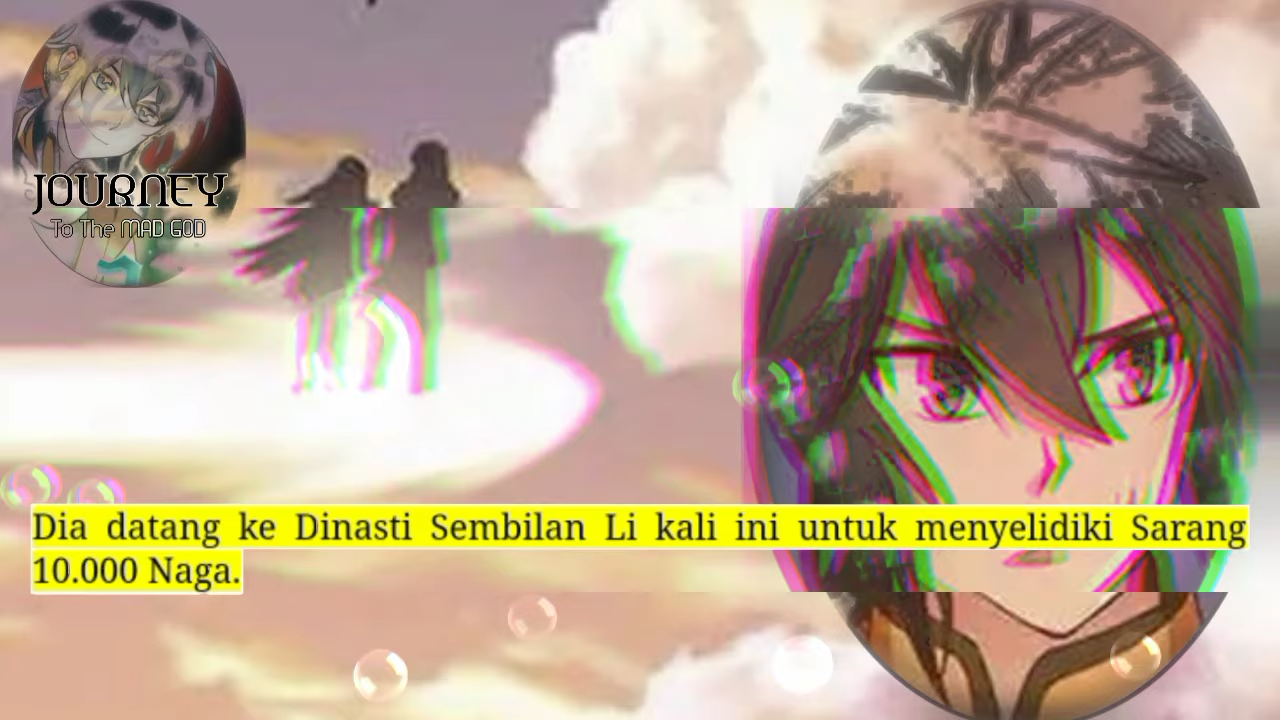 JOURNEY
To The MAD GOD
Dia datang ke Dinasti Sembilan Li kali ini untuk menyelidiki Sarang
10.000 Naga.